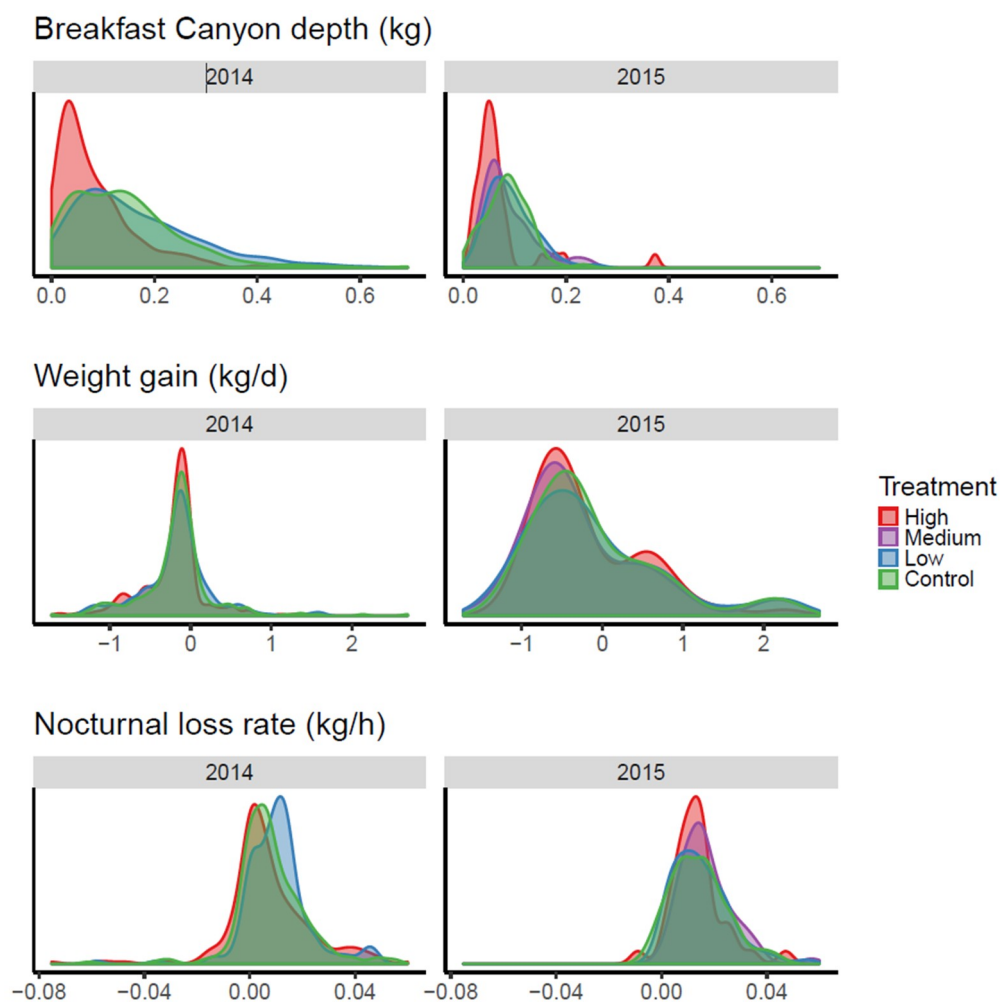 Breakfast Canyon depth (kg)
2014 2015
0.0 0.2 0.4 0.6 0.0 0.2 0.4 0.6
Weight gain (kg/d)
2014 2015
−1 0 1 2 −1 0 1 2
Treatment
High
Medium
Low
Control
Nocturnal loss rate (kg/h)
2014 2015
−0.08 −0.04 0.00 0.04 −0.08 −0.04 0.00 0.04